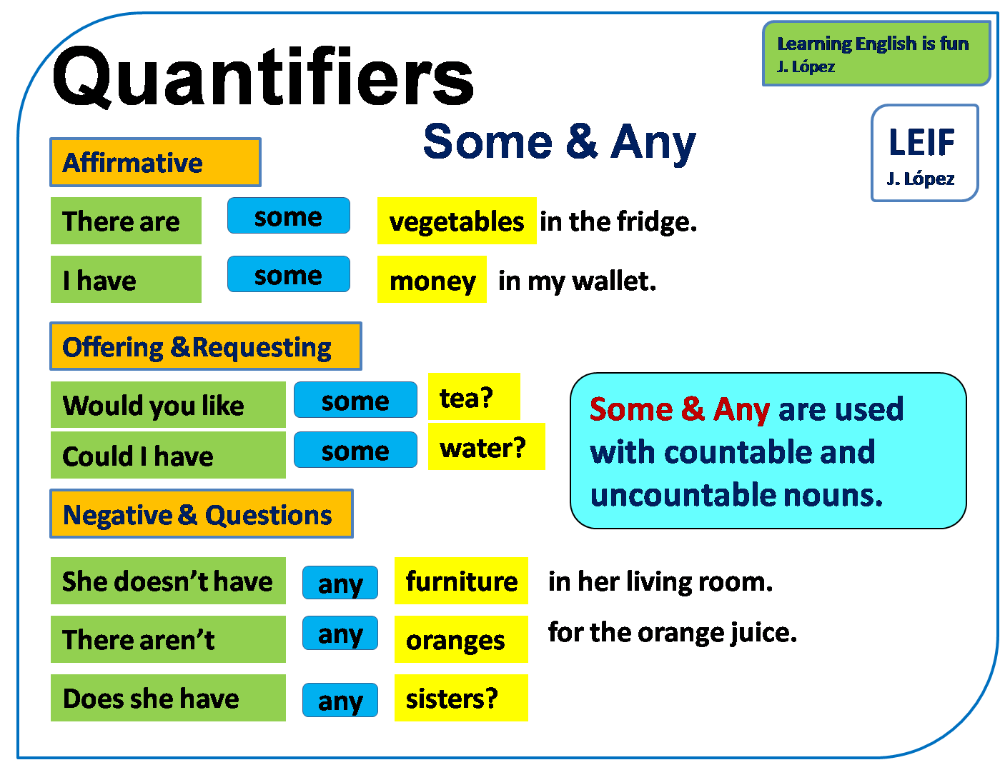 Quantifiers
Learning English is fun
J. López
Some & Any
LEIF
J. López
Affirmative
There are some vegetables in the fridge.
I have some money in my wallet.
Offering &Requesting
Would you like some tea?
Could I have some water?
Some & Any are used
with countable and
uncountable nouns.
Negative & Questions
She doesn’t have any furniture in her living room.
There aren’t any oranges for the orange juice.
Does she have any sisters?